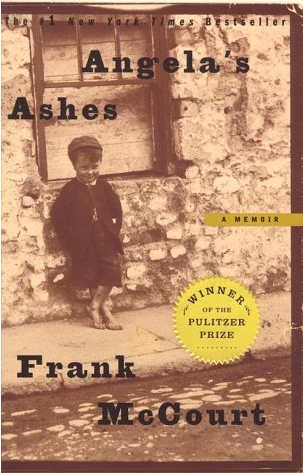 The #1 New York Times Bestseller
Angela's
Ashes
A MEMOIR
WINNER
OF THE
PULITZER
PRIZE
Frank
McCourt